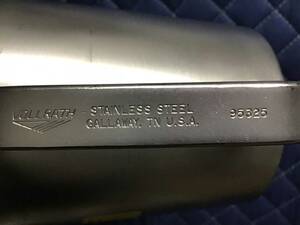 VOLLRATH
STAINLESS STEEL
GALLAWAY, TN U.S.A.
95325